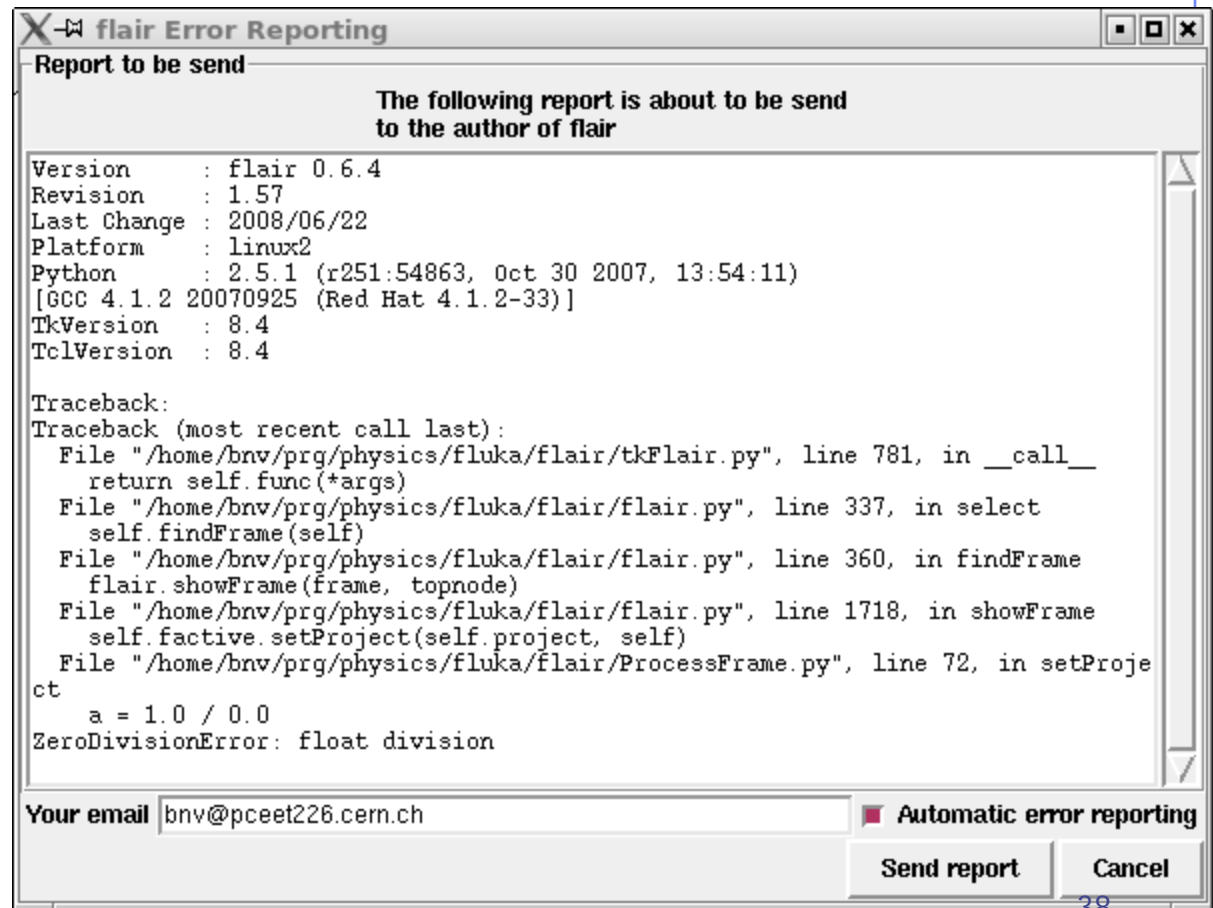 flair Error Reporting
Report to be send
The following report is about to be send
to the author of flair
Version : flair 0.6.4
Revision : 1.57
Last Change : 2008/06/22
Platform : linux2
Python : 2.5.1 (r251:54863, Oct 30 2007, 13:54:11)
[GCC 4.1.2 20070925 (Red Hat 4.1.2-33)]
TkVersion : 8.4
TclVersion : 8.4
Traceback:
Traceback (most recent call last):
File "/home/bnv/prg/physics/fluka/flair/tkFlair.py", line 781, in __call__
return self.func(*args)
File "/home/bnv/prg/physics/fluka/flair/flair.py", line 337, in select
self.findFrame(self)
File "/home/bnv/prg/physics/fluka/flair/flair.py", line 360, in findFrame
flair.showFrame(frame, topnode)
File "/home/bnv/prg/physics/fluka/flair/flair.py", line 1718, in showFrame
self.factive.setProject(self.project, self)
File "/home/bnv/prg/physics/fluka/flair/ProcessFrame.py", line 72, in setProje
ct
a = 1.0 / 0.0
ZeroDivisionError: float division
Your email bnv@pceet226.cern.ch Automatic error reporting
Send report Cancel
38